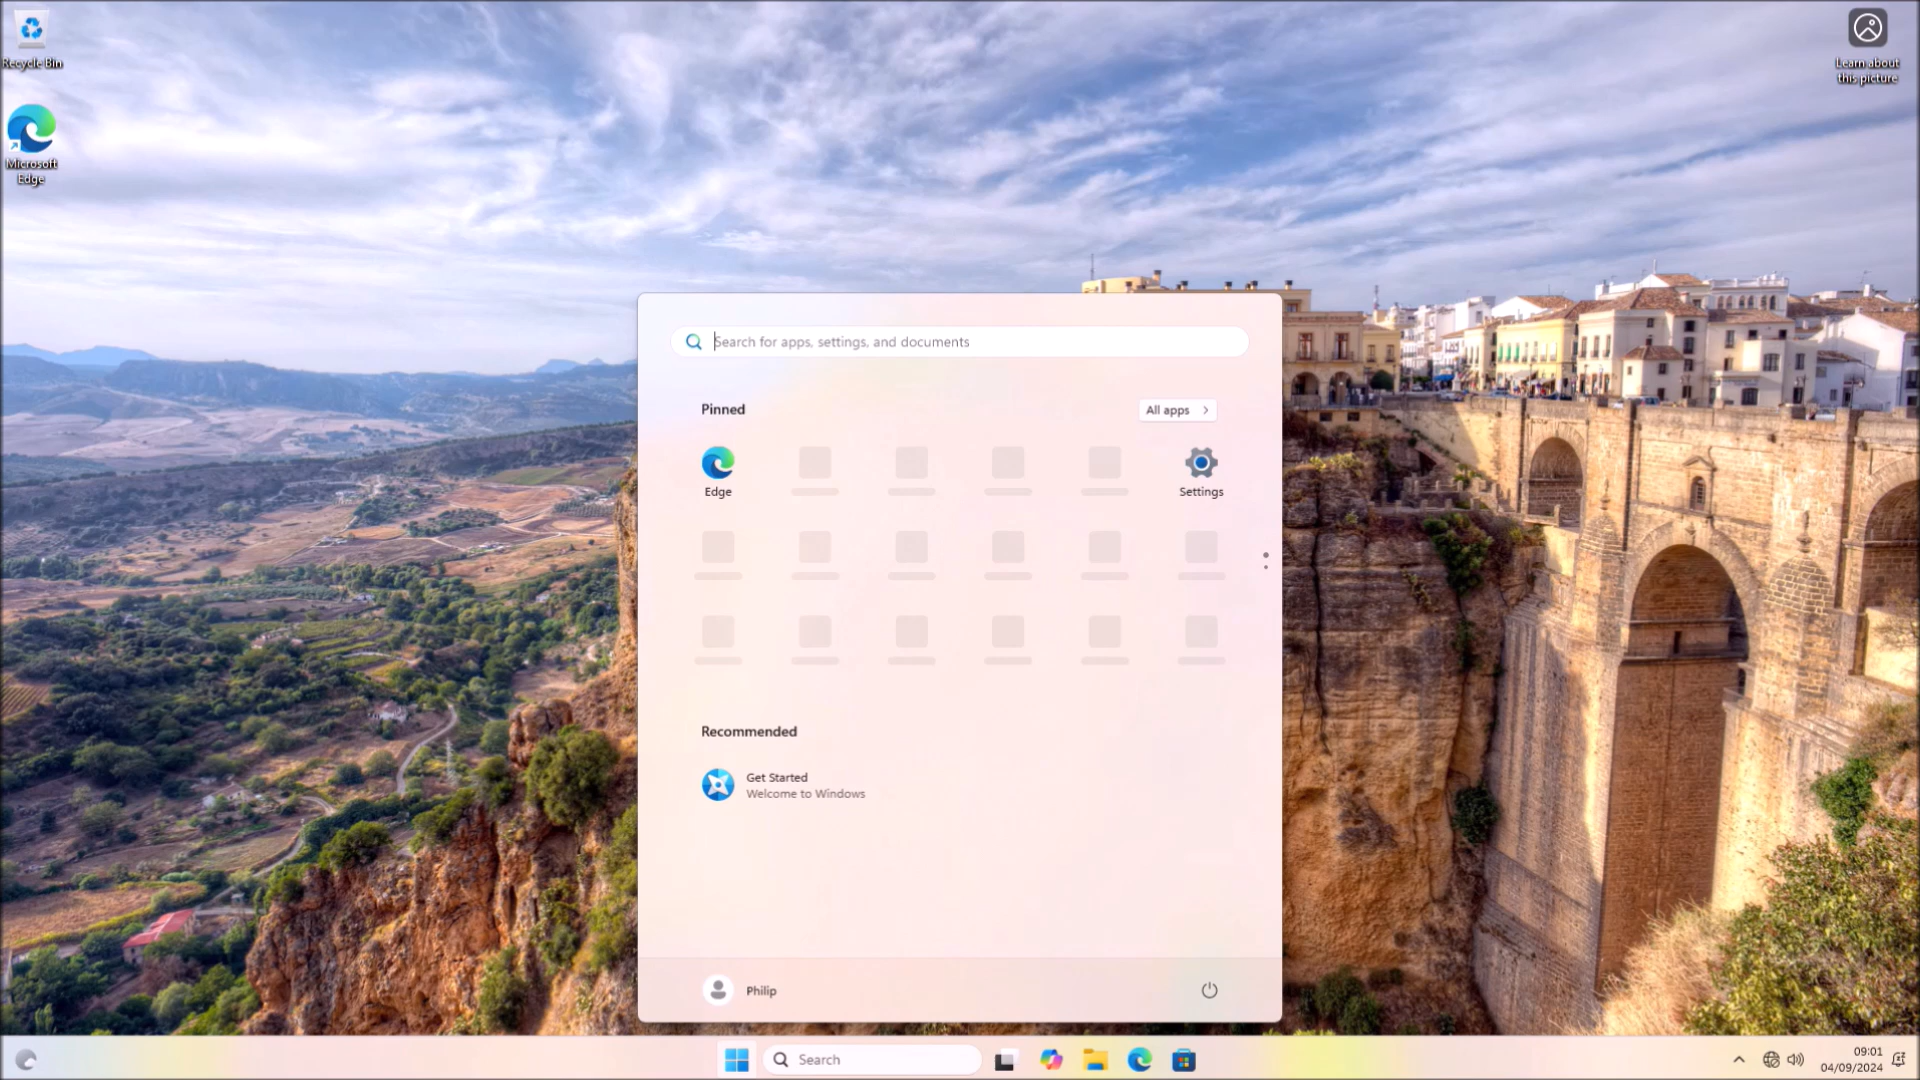 Recycle Bin
Microsoft
Edge
Learn about
this picture
Search for apps, settings, and documents
Pinned
All apps
Edge
Settings
Recommended
Get Started
Welcome to Windows
Philip
Search
09:01
04/09/2024